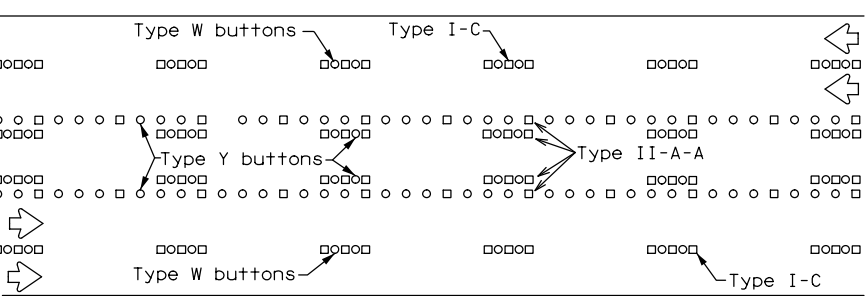 Type W buttons
Type I-C
Type Y buttons
Type II-A-A
Type W buttons
Type I-C